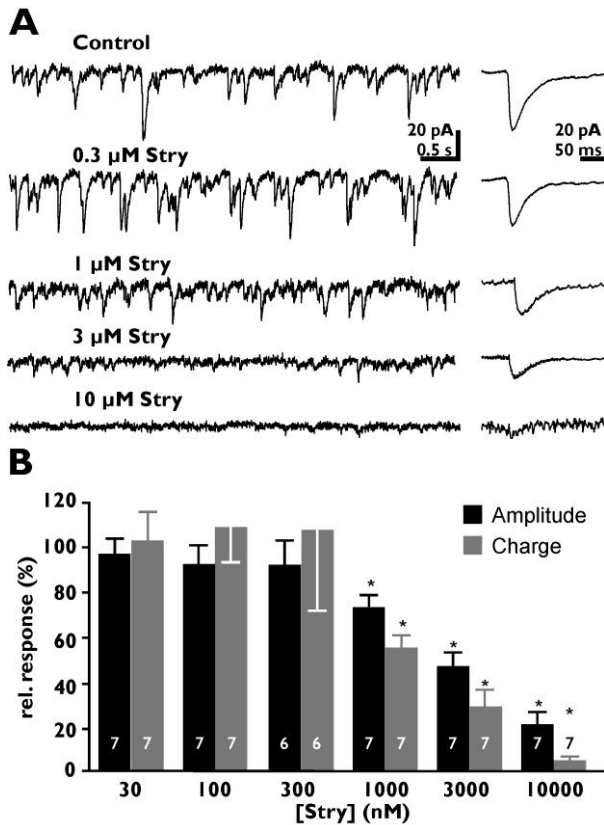 A
Control
20 pA
0.5 s
20 pA
50 ms
0.3 µM Stry
1 µM Stry
3 µM Stry
10 µM Stry
B
120
100
80
60
40
20
0
rel. response (%)
Amplitude
Charge
* * * * * *
7 7 7 7 6 6 7 7 7 7 7 7
30 100 300 1000 3000 10000
[Stry] (nM)